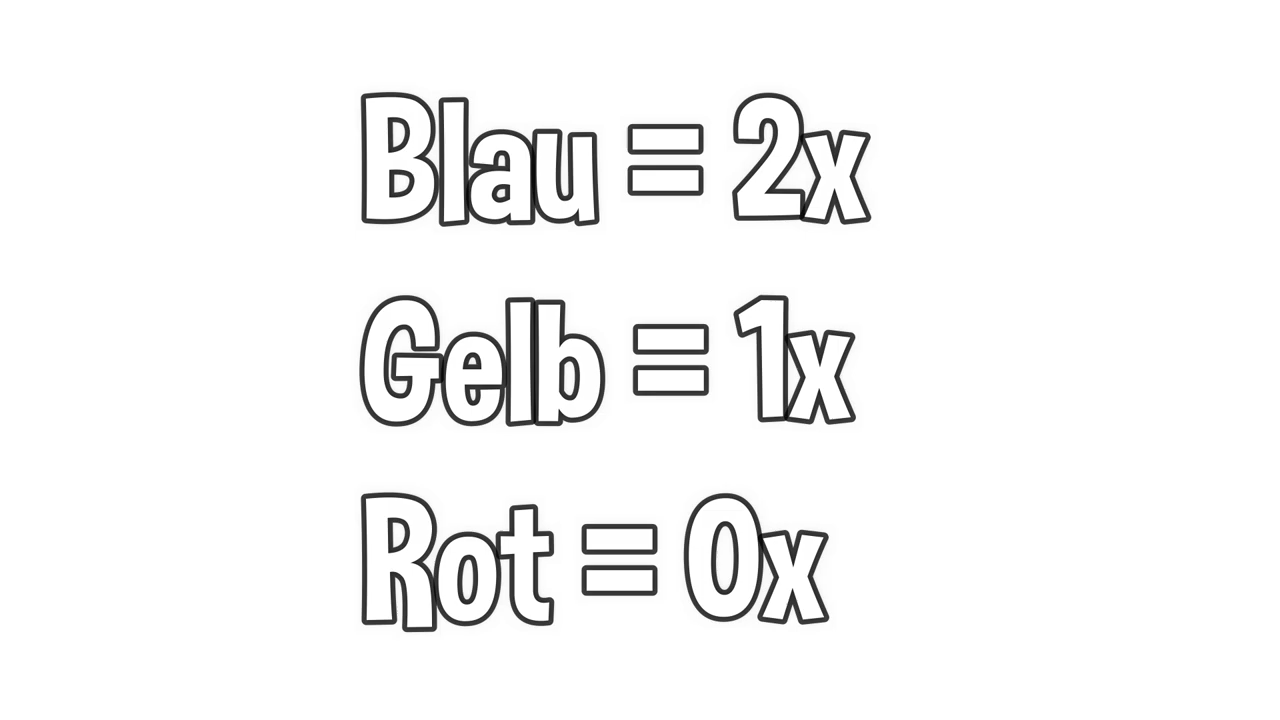 Blau = 2x
Gelb = 1x
Rot = 0x